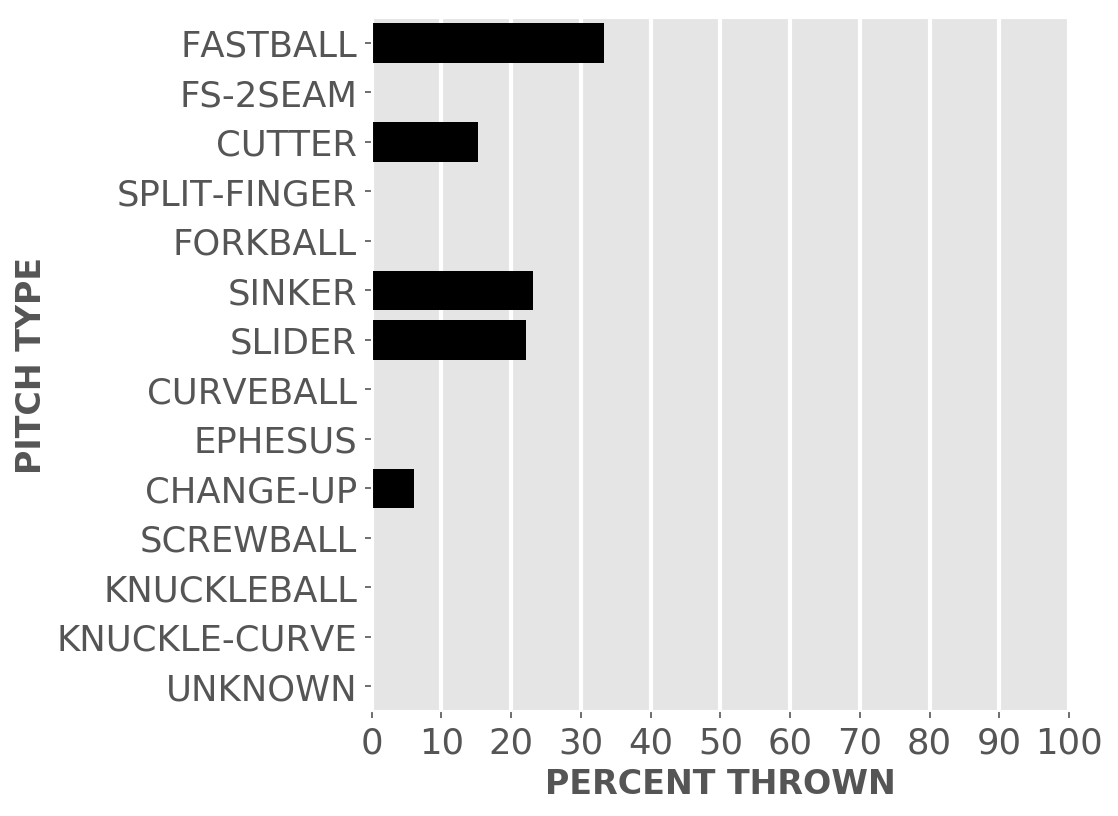 FASTBALL
FS-2SEAM
CUTTER
SPLIT-FINGER
FORKBALL
SINKER
SLIDER
CURVEBALL
EPHESUS
CHANGE-UP
SCREWBALL
KNUCKLEBALL
KNUCKLE-CURVE
UNKNOWN
PITCH TYPE
0 10 20 30 40 50 60 70 80 90 100
PERCENT THROWN